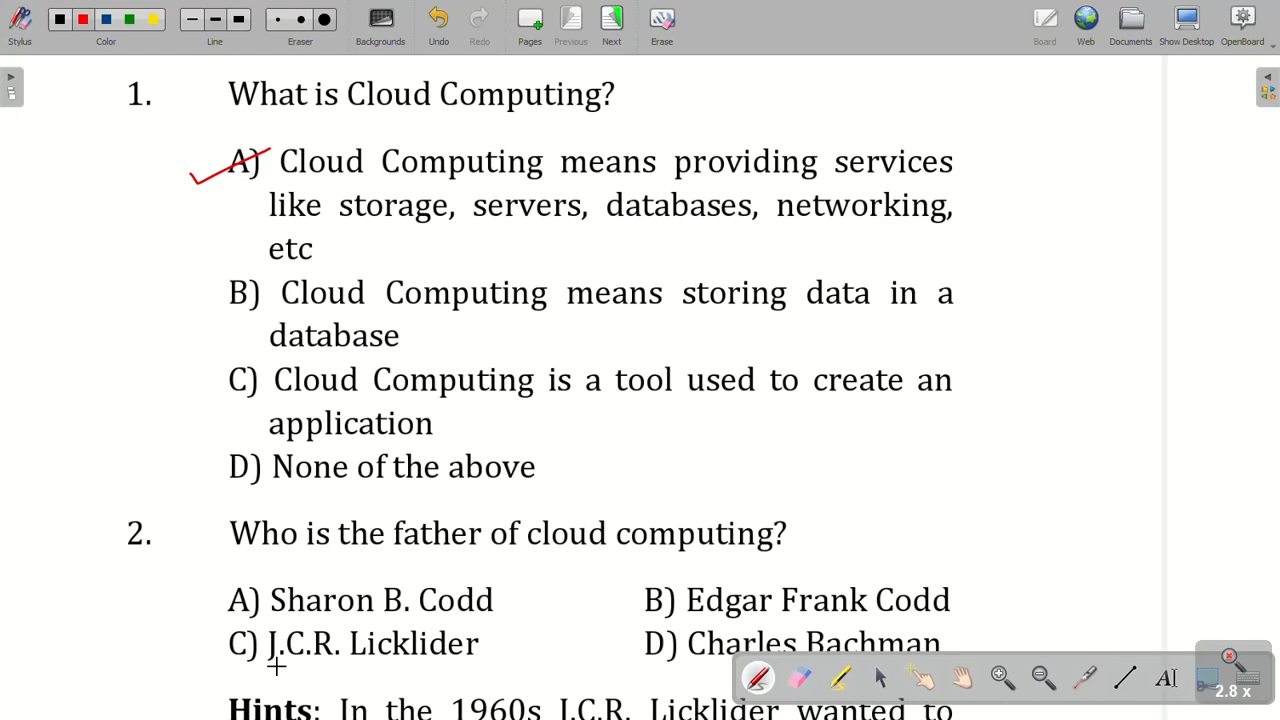 Stylus
Color
Line
Eraser
Backgrounds
Undo
Redo
Pages
Previous
Next
Erase
Board
Web
Documents
Show Desktop
OpenBoard
1. What is Cloud Computing?
A) Cloud Computing means providing services
like storage, servers, databases, networking,
etc
B) Cloud Computing means storing data in a
database
C) Cloud Computing is a tool used to create an
application
D) None of the above
2. Who is the father of cloud computing?
A) Sharon B. Codd B) Edgar Frank Codd
C) J.C.R. Licklider D) Charles Bachman
AI
2.8 x
Hints: In the 1960s J.C.R. Licklider wanted to